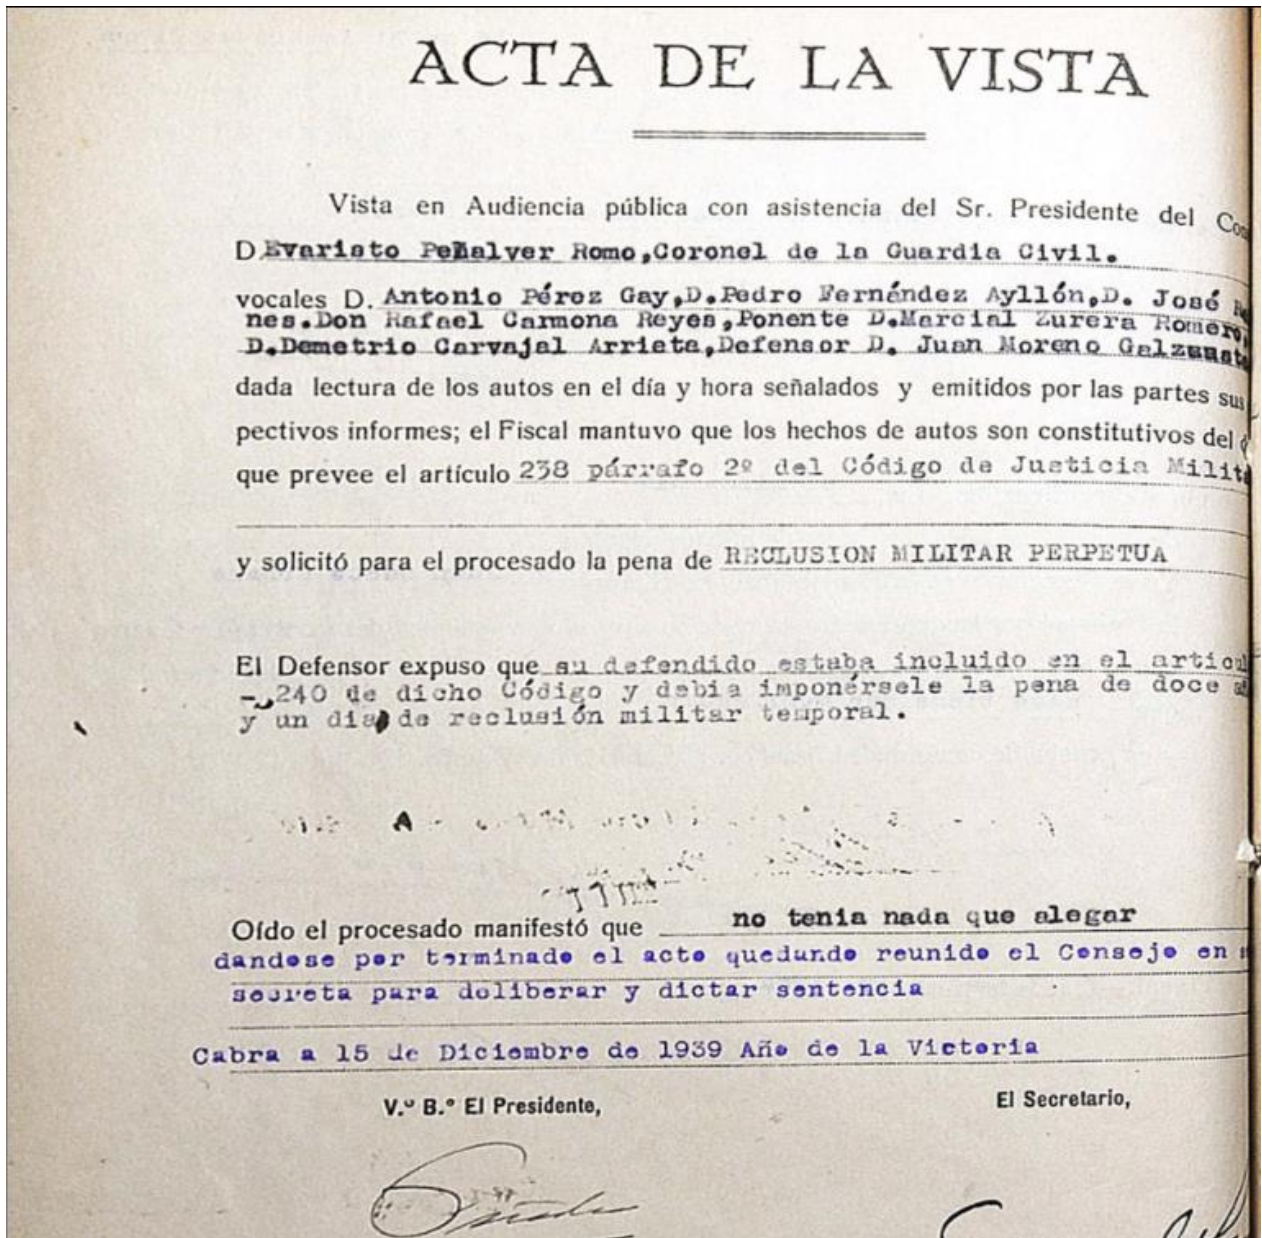 ACTA DE LA VISTA
Vista en Audiencia pública con asistencia del Sr. Presidente del
D. Evaristo Peñalver Romo, Coronel de la Guardia Civil.
vocales D. Antonio Pérez Gay, D. Pedro Fernández Ayllón, D. José
nes. Don Rafael Carmona Reyes, Ponente D. Marcial Zurera Romero,
D. Demetrio Carvajal Arrieta, Defensor D. Juan Moreno
dada lectura de los autos en el día y hora señalados y emitidos por las partes sus
pectivos informes; el Fiscal mantuvo que los hechos de autos son constitutivos del
que prevee el artículo 238 párrafo 2º del Código de Justicia
y solicitó para el procesado la pena de RECLUSION MILITAR PERPETUA
El Defensor expuso que su defendido estaba incluido en el
-240 de dicho Código y debia imponérsele la pena de doce
y un dia de reclusión militar temporal.
Oído el procesado manifestó que no tenia nada que alegar
dandose por terminado el acto quedando reunido el Consejo en
secreta para deliberar y dictar sentencia
Cabra a 15 de Diciembre de 1939 Año de la Victoria
V.º B.º El Presidente,
El Secretario,